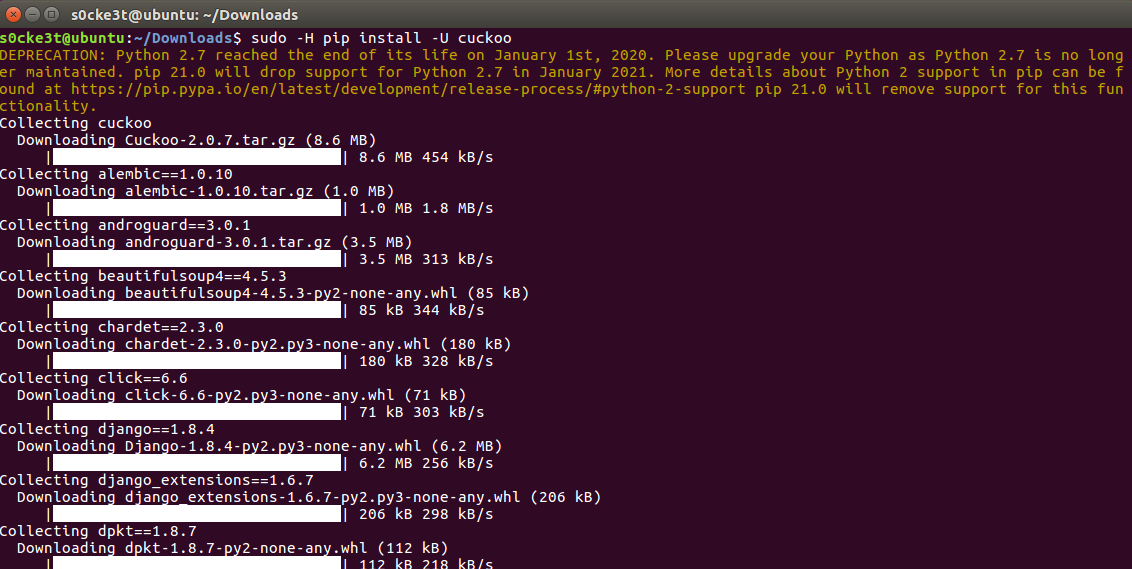 s0cke3t@ubuntu: ~/Downloads
s0cke3t@ubuntu:~/Downloads$ sudo -H pip install -U cuckoo
DEPRECATION: Python 2.7 reached the end of its life on January 1st, 2020. Please upgrade your Python as Python 2.7 is no long
er maintained. pip 21.0 will drop support for Python 2.7 in January 2021. More details about Python 2 support in pip can be f
ound at https://pip.pypa.io/en/latest/development/release-process/#python-2-support pip 21.0 will remove support for this fun
ctionality.
Collecting cuckoo
  Downloading Cuckoo-2.0.7.tar.gz (8.6 MB)
     |████████████████████████████████| 8.6 MB 454 kB/s
Collecting alembic==1.0.10
  Downloading alembic-1.0.10.tar.gz (1.0 MB)
     |████████████████████████████████| 1.0 MB 1.8 MB/s
Collecting androguard==3.0.1
  Downloading androguard-3.0.1.tar.gz (3.5 MB)
     |████████████████████████████████| 3.5 MB 313 kB/s
Collecting beautifulsoup4==4.5.3
  Downloading beautifulsoup4-4.5.3-py2-none-any.whl (85 kB)
     |████████████████████████████████| 85 kB 344 kB/s
Collecting chardet==2.3.0
  Downloading chardet-2.3.0-py2.py3-none-any.whl (180 kB)
     |████████████████████████████████| 180 kB 328 kB/s
Collecting click==6.6
  Downloading click-6.6-py2.py3-none-any.whl (71 kB)
     |████████████████████████████████| 71 kB 303 kB/s
Collecting django==1.8.4
  Downloading Django-1.8.4-py2.py3-none-any.whl (6.2 MB)
     |████████████████████████████████| 6.2 MB 256 kB/s
Collecting django_extensions==1.6.7
  Downloading django_extensions-1.6.7-py2.py3-none-any.whl (206 kB)
     |████████████████████████████████| 206 kB 298 kB/s
Collecting dpkt==1.8.7
  Downloading dpkt-1.8.7-py2-none-any.whl (112 kB)
     |████████████████████████████████| 112 kB 218 kB/s